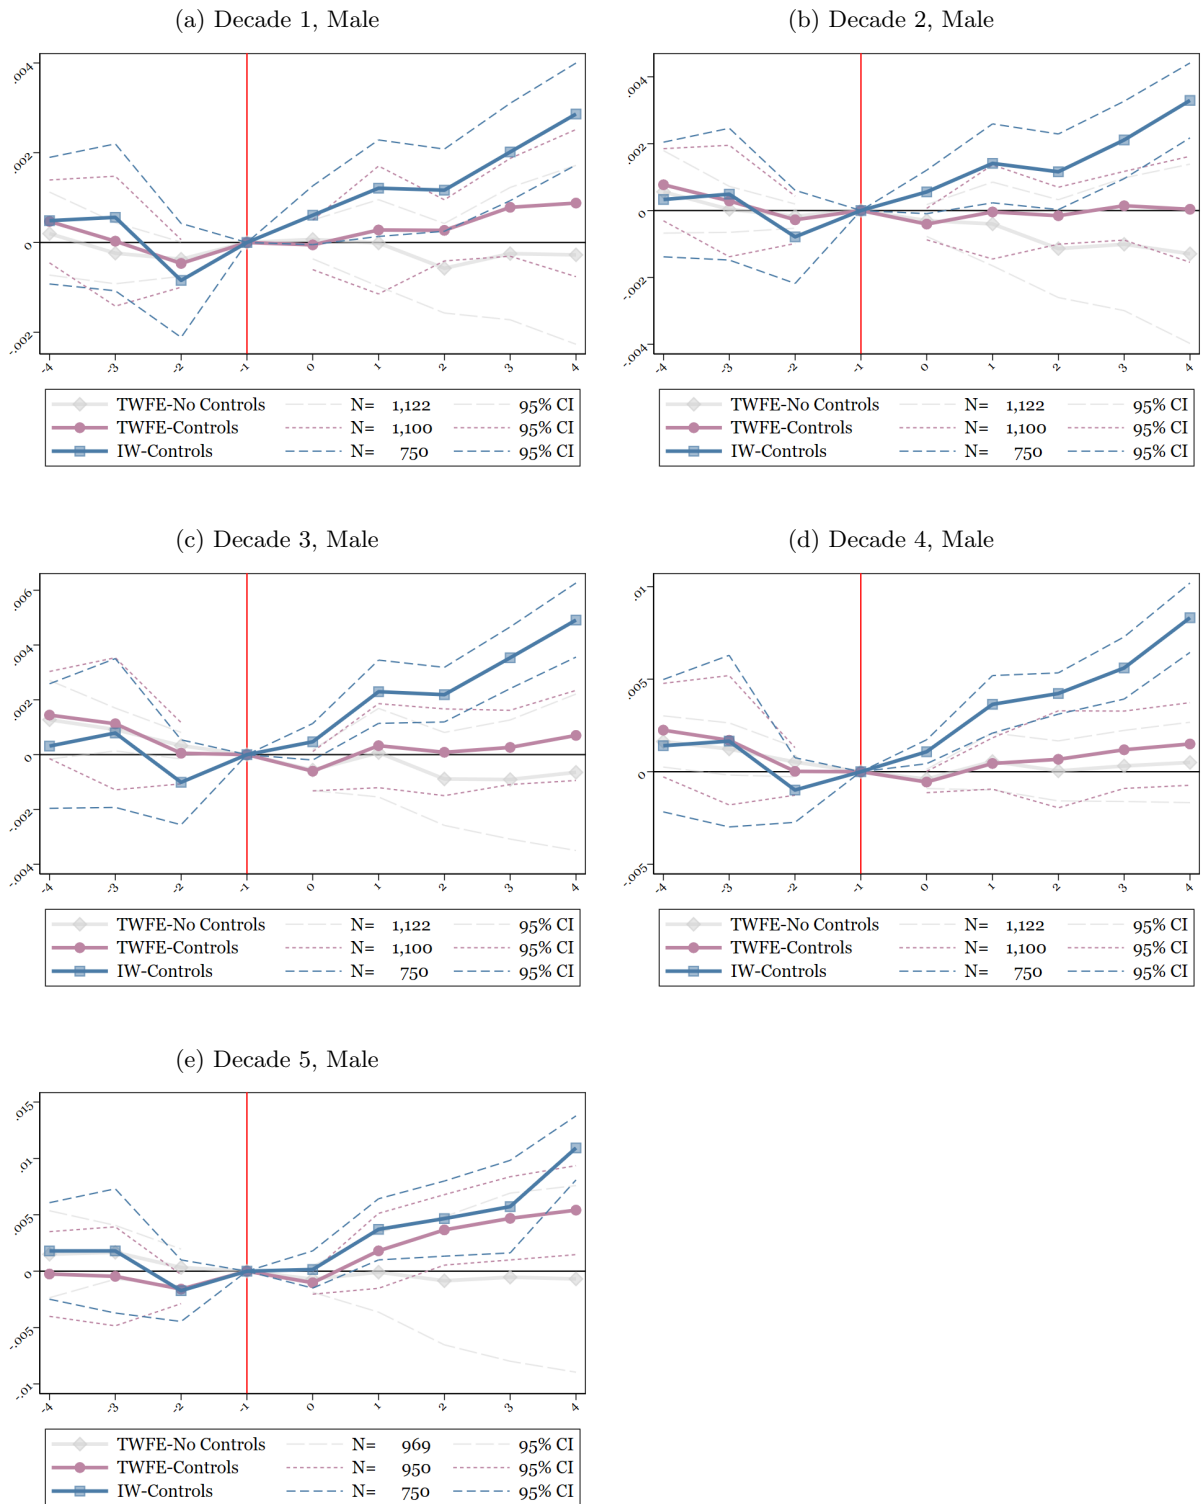 (a) Decade 1, Male
.004
.002
0
-.002
-4 -3 -2 -1 0 1 2 3 4
TWFE-No Controls N= 1,122 95% CI
TWFE-Controls N= 1,100 95% CI
IW-Controls N= 750 95% CI
(b) Decade 2, Male
.004
.002
0
-.002
-.004
-4 -3 -2 -1 0 1 2 3 4
TWFE-No Controls N= 1,122 95% CI
TWFE-Controls N= 1,100 95% CI
IW-Controls N= 750 95% CI
(c) Decade 3, Male
.006
.004
.002
0
-.002
-.004
-4 -3 -2 -1 0 1 2 3 4
TWFE-No Controls N= 1,122 95% CI
TWFE-Controls N= 1,100 95% CI
IW-Controls N= 750 95% CI
(d) Decade 4, Male
.01
.005
0
-.005
-4 -3 -2 -1 0 1 2 3 4
TWFE-No Controls N= 1,122 95% CI
TWFE-Controls N= 1,100 95% CI
IW-Controls N= 750 95% CI
(e) Decade 5, Male
.015
.01
.005
0
-.005
-.01
-4 -3 -2 -1 0 1 2 3 4
TWFE-No Controls N= 969 95% CI
TWFE-Controls N= 950 95% CI
IW-Controls N= 750 95% CI